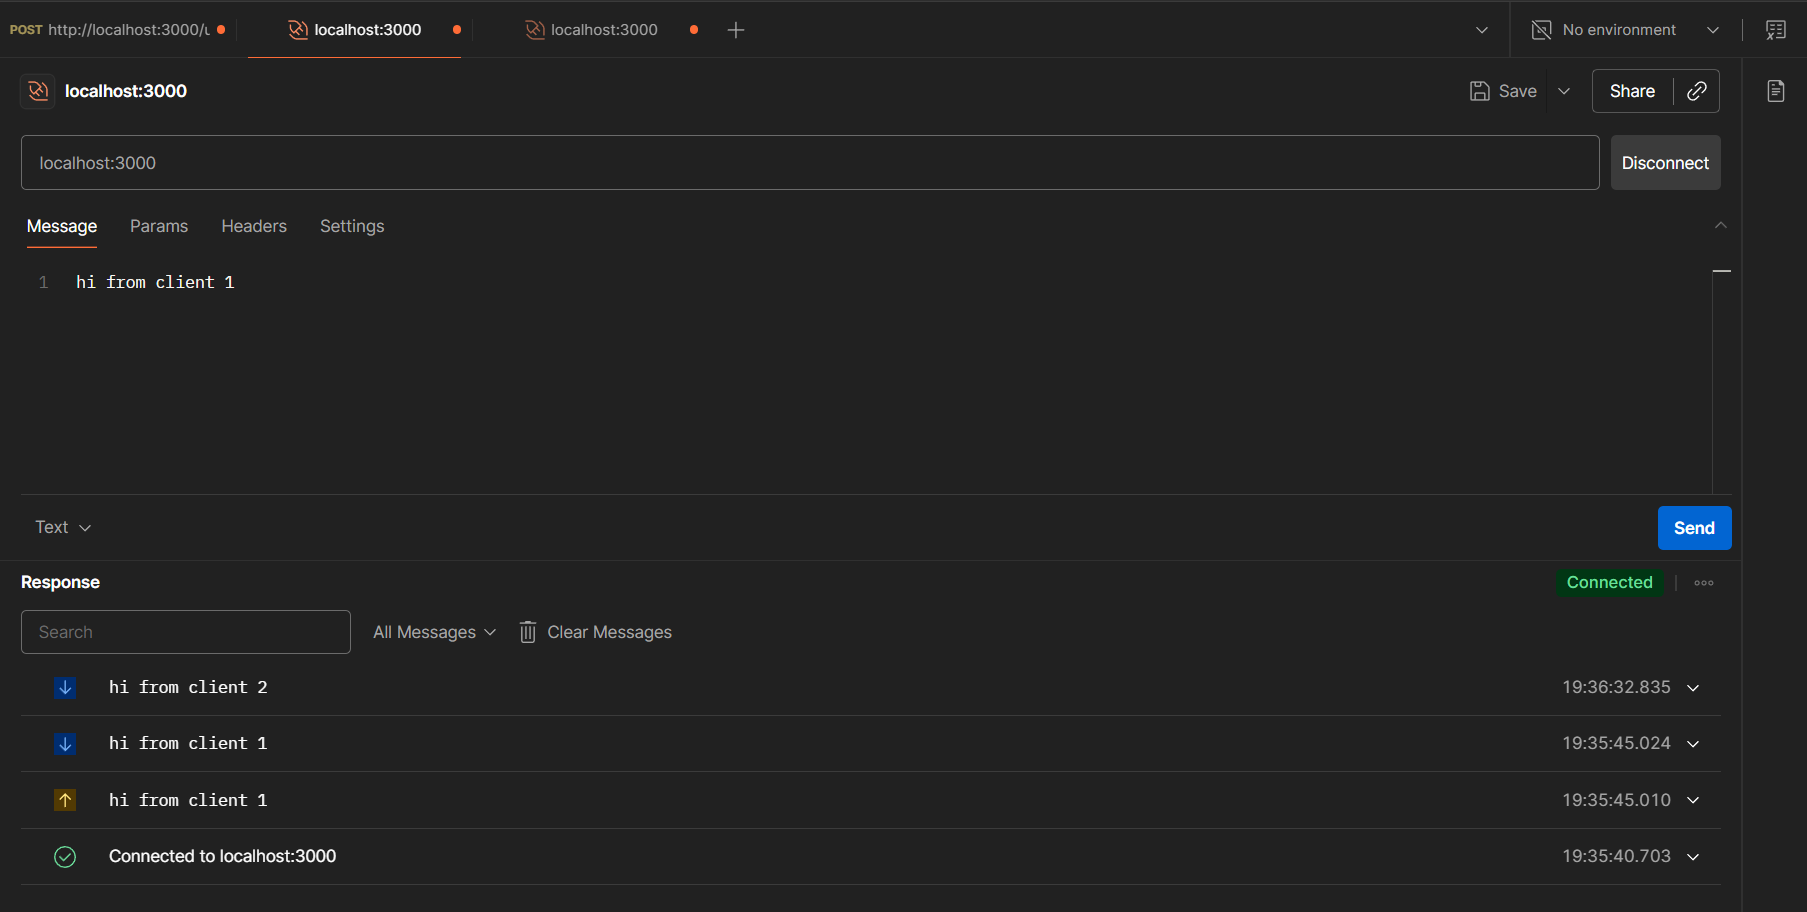 POST http://localhost:3000/u
localhost:3000
localhost:3000
No environment
localhost:3000
Save
Share
localhost:3000
Disconnect
Message Params Headers Settings
1 hi from client 1
Text
Send
Response
Connected
Search
All Messages
Clear Messages
hi from client 2 19:36:32.835
hi from client 1 19:35:45.024
hi from client 1 19:35:45.010
Connected to localhost:3000 19:35:40.703